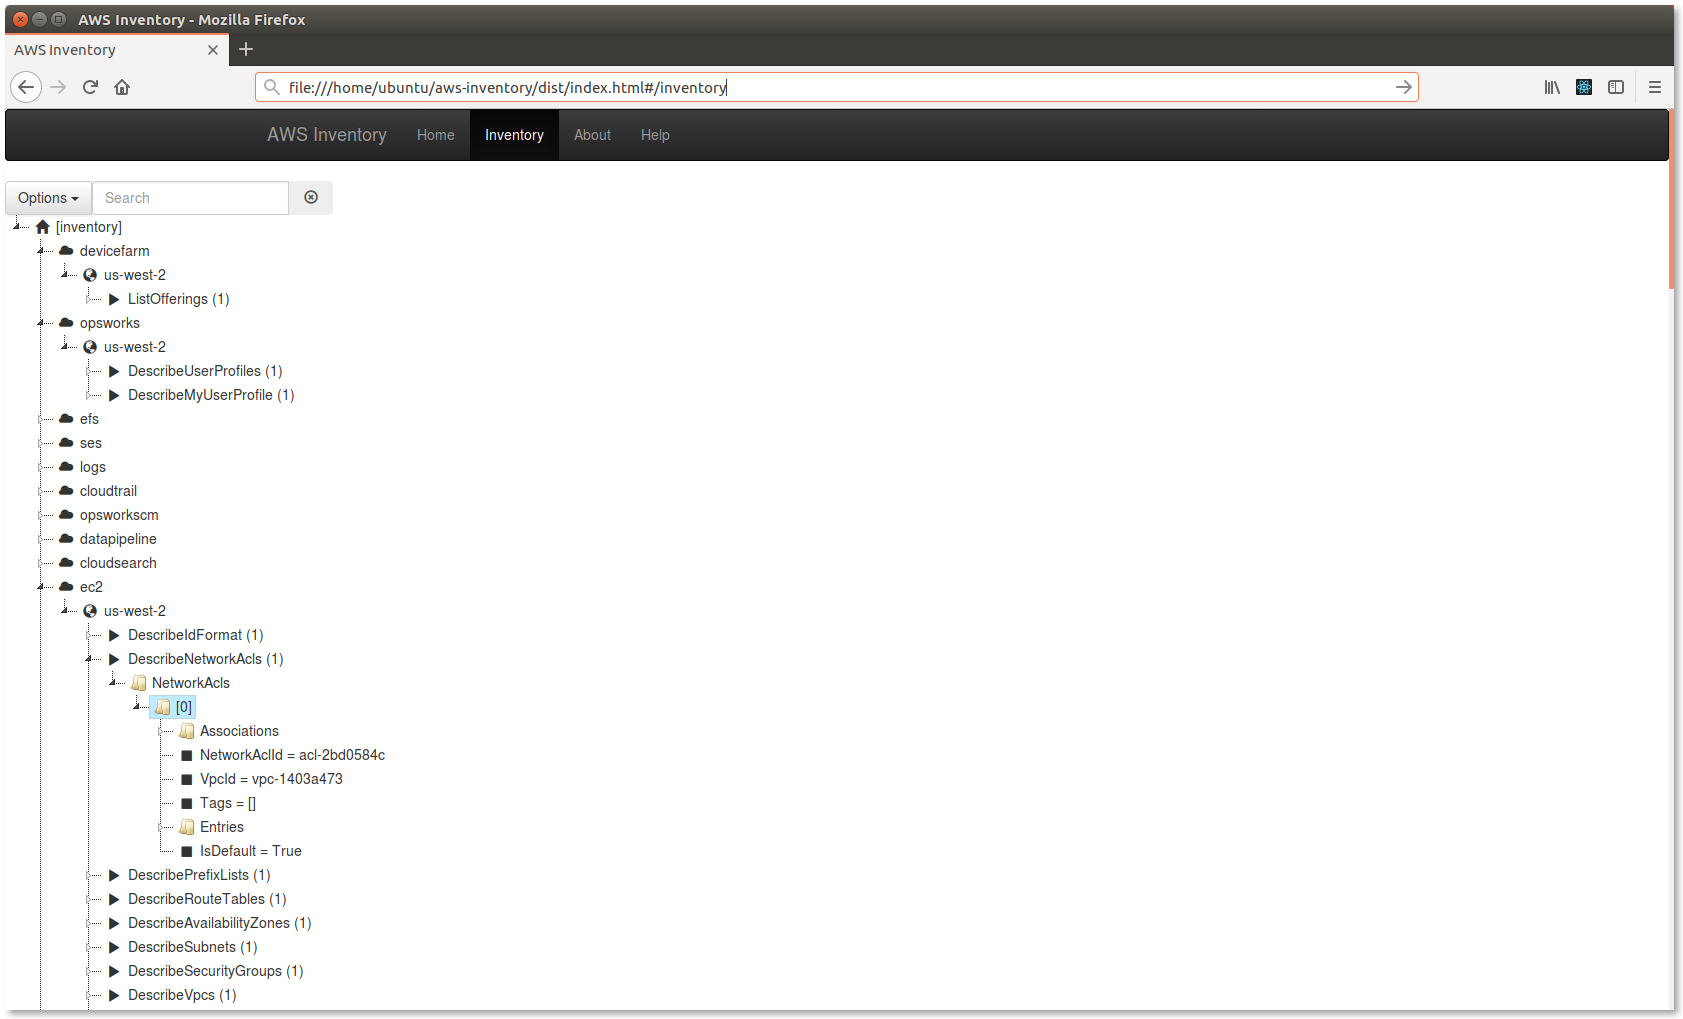 AWS Inventory - Mozilla Firefox
AWS Inventory
file:///home/ubuntu/aws-inventory/dist/index.html#/inventory
AWS Inventory Home Inventory About Help
Options Search
[inventory]
devicefarm
us-west-2
ListOfferings (1)
opsworks
us-west-2
DescribeUserProfiles (1)
DescribeMyUserProfile (1)
efs
ses
logs
cloudtrail
opsworkscm
datapipeline
cloudsearch
ec2
us-west-2
DescribeIdFormat (1)
DescribeNetworkAcls (1)
NetworkAcls
[0]
Associations
NetworkAclId = acl-2bd0584c
VpcId = vpc-1403a473
Tags = []
Entries
IsDefault = True
DescribePrefixLists (1)
DescribeRouteTables (1)
DescribeAvailabilityZones (1)
DescribeSubnets (1)
DescribeSecurityGroups (1)
DescribeVpcs (1)